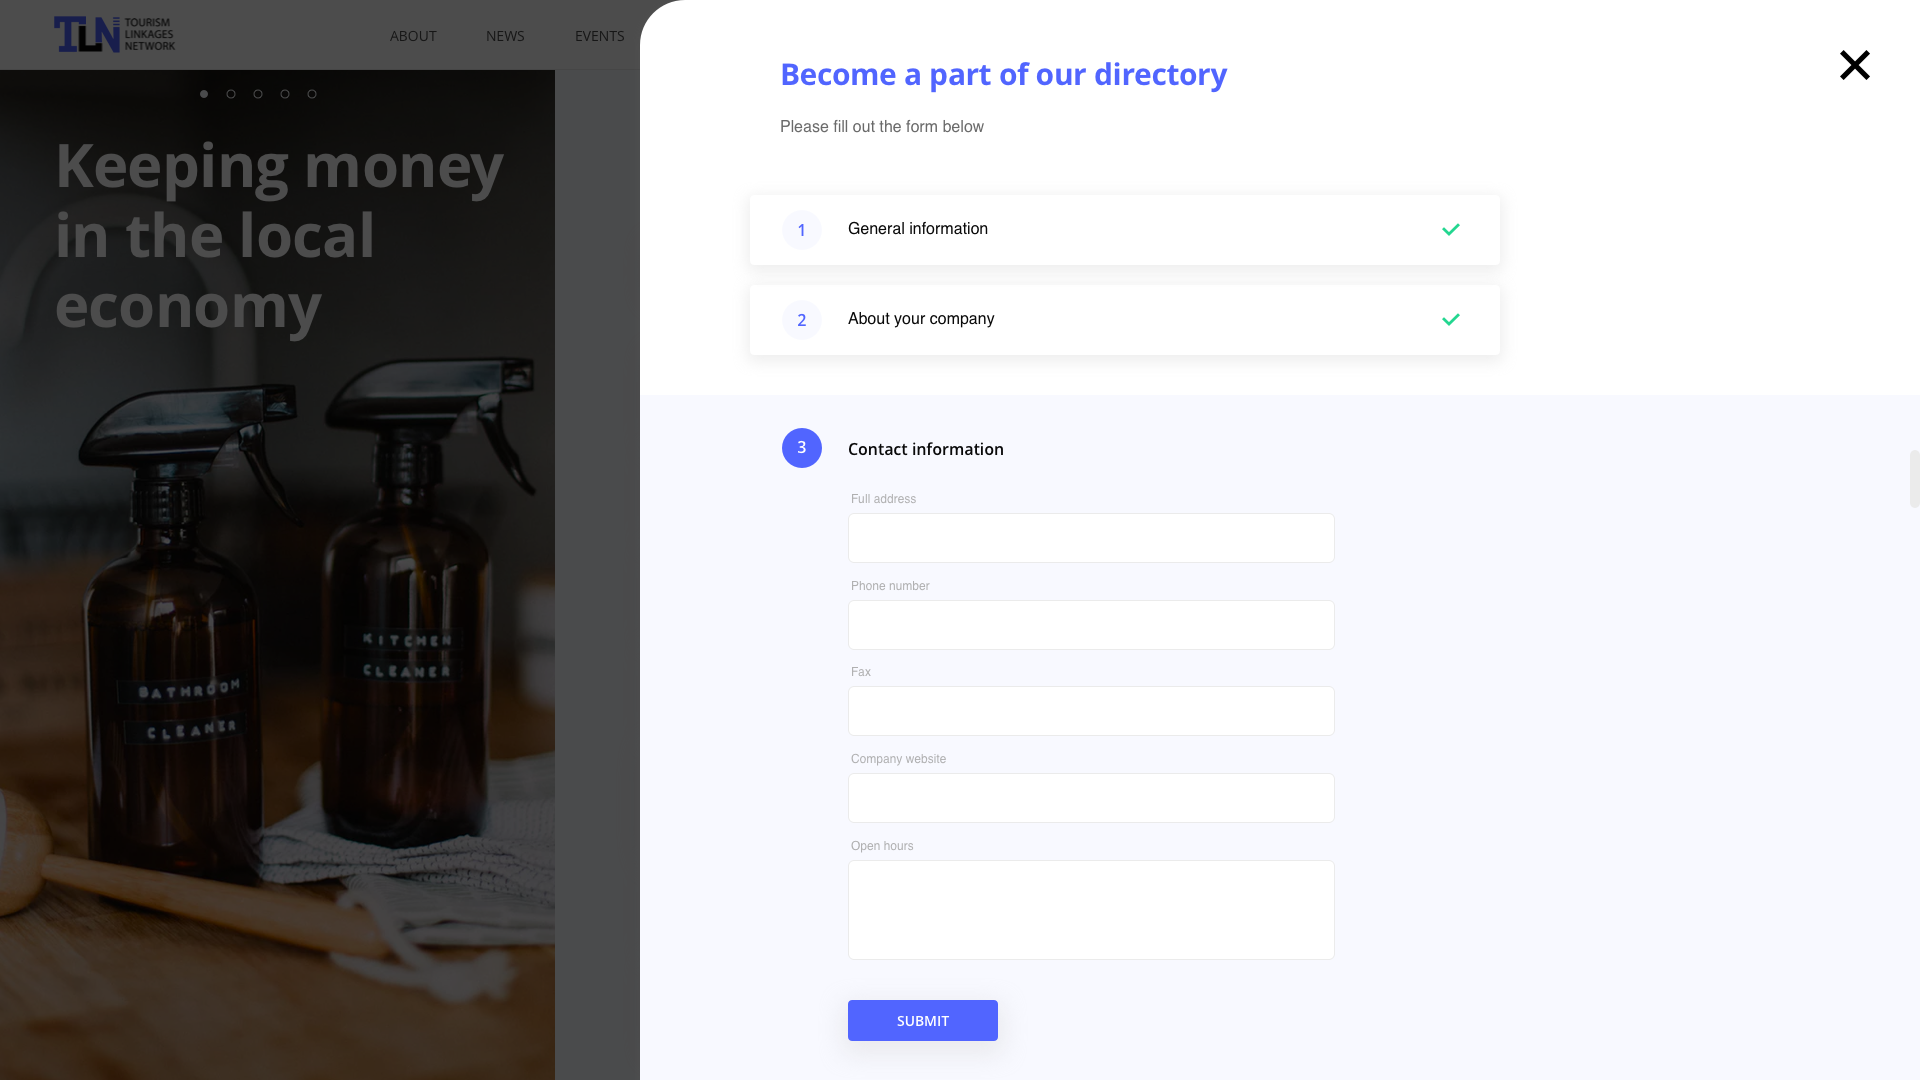 TLN TOURISM
LINKAGES
NETWORK
ABOUT NEWS EVENTS
Keeping money
in the local
economy
BATHROOM
CLEANER
KITCHEN
CLEANER
Become a part of our directory
Please fill out the form below
1 General information
2 About your company
3 Contact information
Full address
Phone number
Fax
Company website
Open hours
SUBMIT